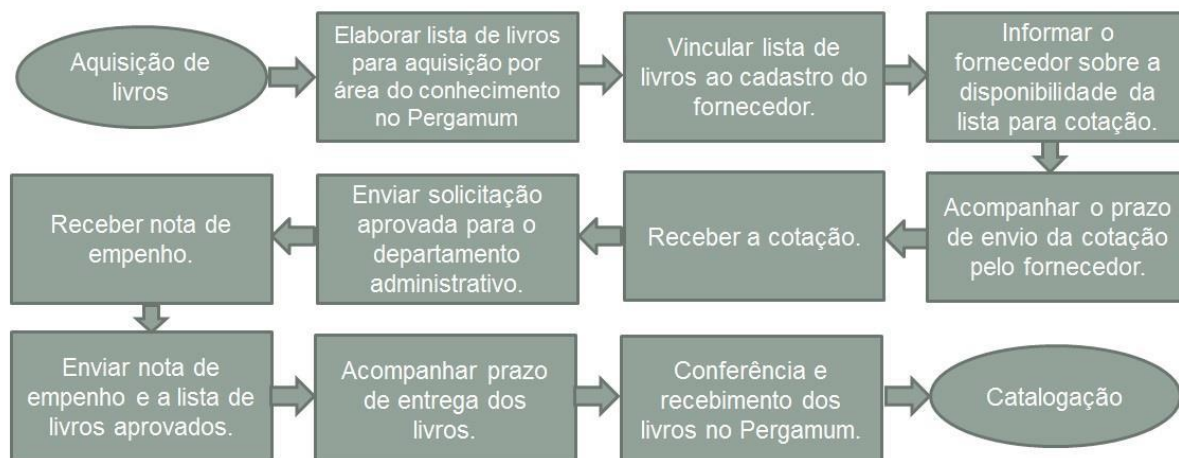 Aquisição de
livros
Elaborar lista de livros
para aquisição por
área do conhecimento
no Pergamum
Vincular lista de
livros ao cadastro do
fornecedor.
Informar o
fornecedor sobre a
disponibilidade da
lista para cotação.
Acompanhar o prazo
de envio da cotação
pelo fornecedor.
Receber a cotação.
Enviar solicitação
aprovada para o
departamento
administrativo.
Receber nota de
empenho.
Enviar nota de
empenho e a lista de
livros aprovados.
Acompanhar prazo
de entrega dos
livros.
Conferência e
recebimento dos
livros no Pergamum.
Catalogação